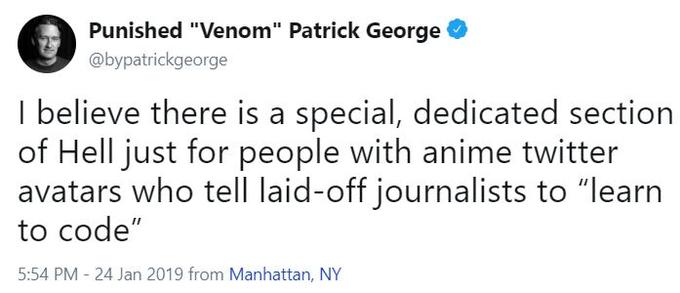 Punished "Venom" Patrick George
@bypatrickgeorge
I believe there is a special, dedicated section
of Hell just for people with anime twitter
avatars who tell laid-off journalists to “learn
to code”
5:54 PM - 24 Jan 2019 from Manhattan, NY